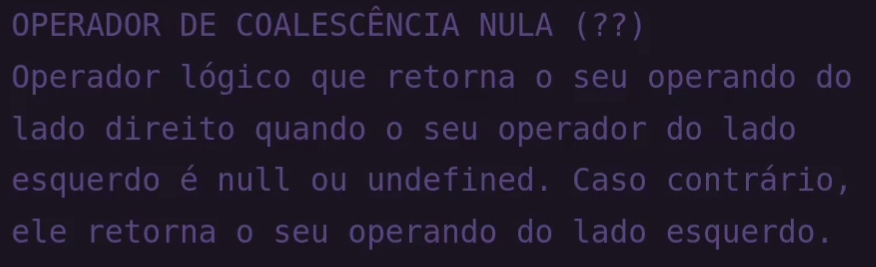 OPERADOR DE COALESCÊNCIA NULA (??)
Operador lógico que retorna o seu operando do
lado direito quando o seu operador do lado
esquerdo é null ou undefined. Caso contrário,
ele retorna o seu operando do lado esquerdo.